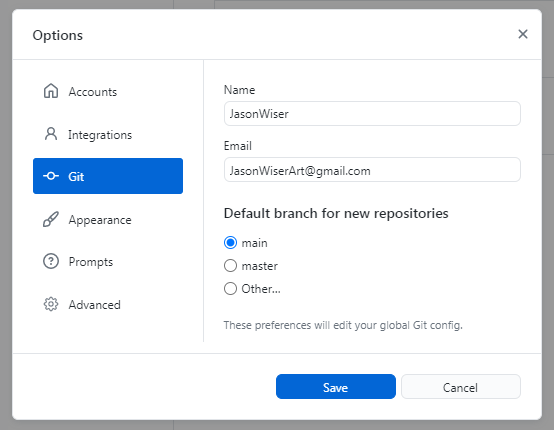 Options
Accounts
Integrations
Git
Appearance
Prompts
Advanced
Name
JasonWiser
Email
JasonWiserArt@gmail.com
Default branch for new repositories
main
master
Other...
These preferences will edit your global Git config.
Save
Cancel